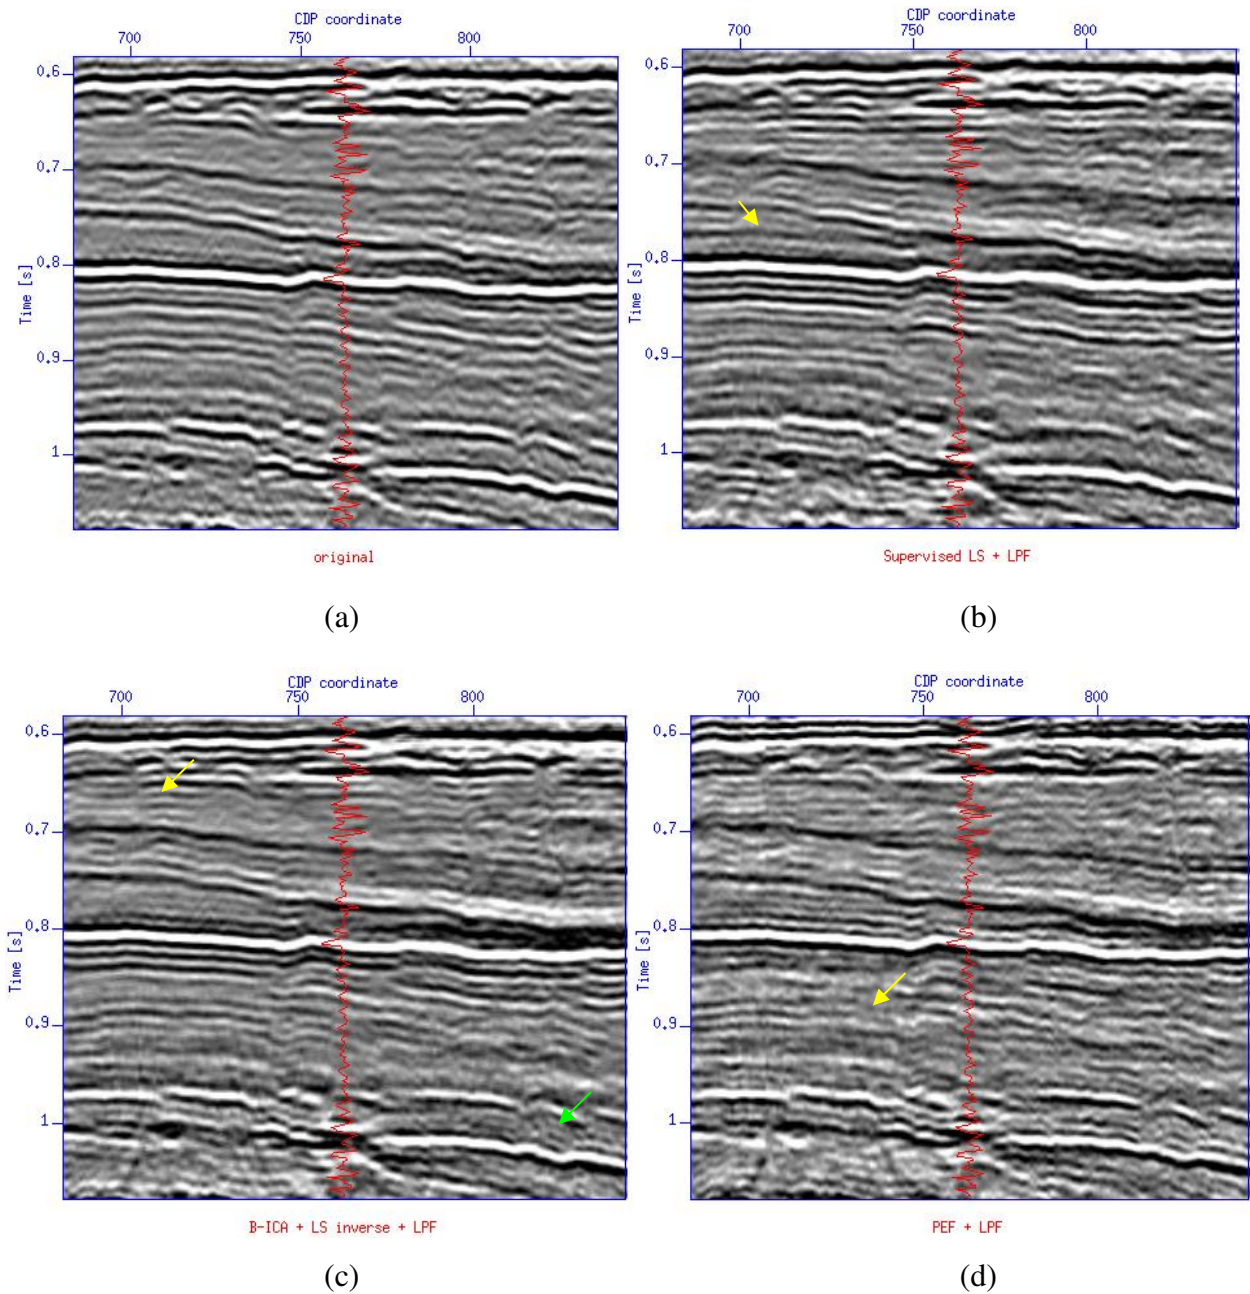 CDP coordinate
700 750 800
0.6
0.7
0.8
0.9
1
Time [s]
original
(a)
CDP coordinate
700 750 800
0.6
0.7
0.8
0.9
1
Time [s]
Supervised LS + LPF
(b)
CDP coordinate
700 750 800
0.6
0.7
0.8
0.9
1
Time [s]
B-ICA + LS inverse + LPF
(c)
CDP coordinate
700 750 800
0.6
0.7
0.8
0.9
1
Time [s]
PEF + LPF
(d)